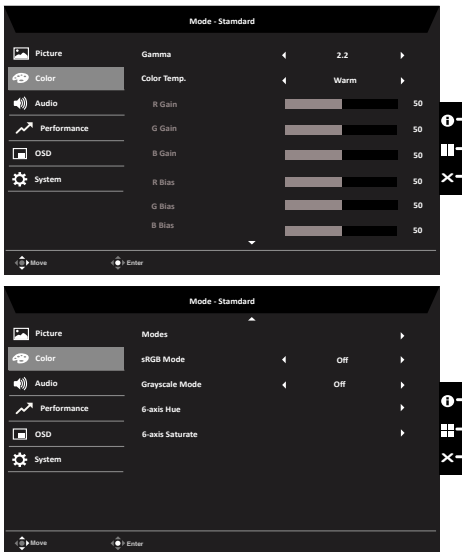 Mode - Stamdard
Picture
Gamma 2.2
Color
Color Temp. Warm
Audio
R Gain 50
Performance
G Gain 50
OSD
B Gain 50
System
R Bias 50
G Bias 50
B Bias 50
Move Enter
Mode - Stamdard
Picture
Modes
Color
sRGB Mode Off
Audio
Grayscale Mode Off
Performance
6-axis Hue
OSD
6-axis Saturate
System
Move Enter